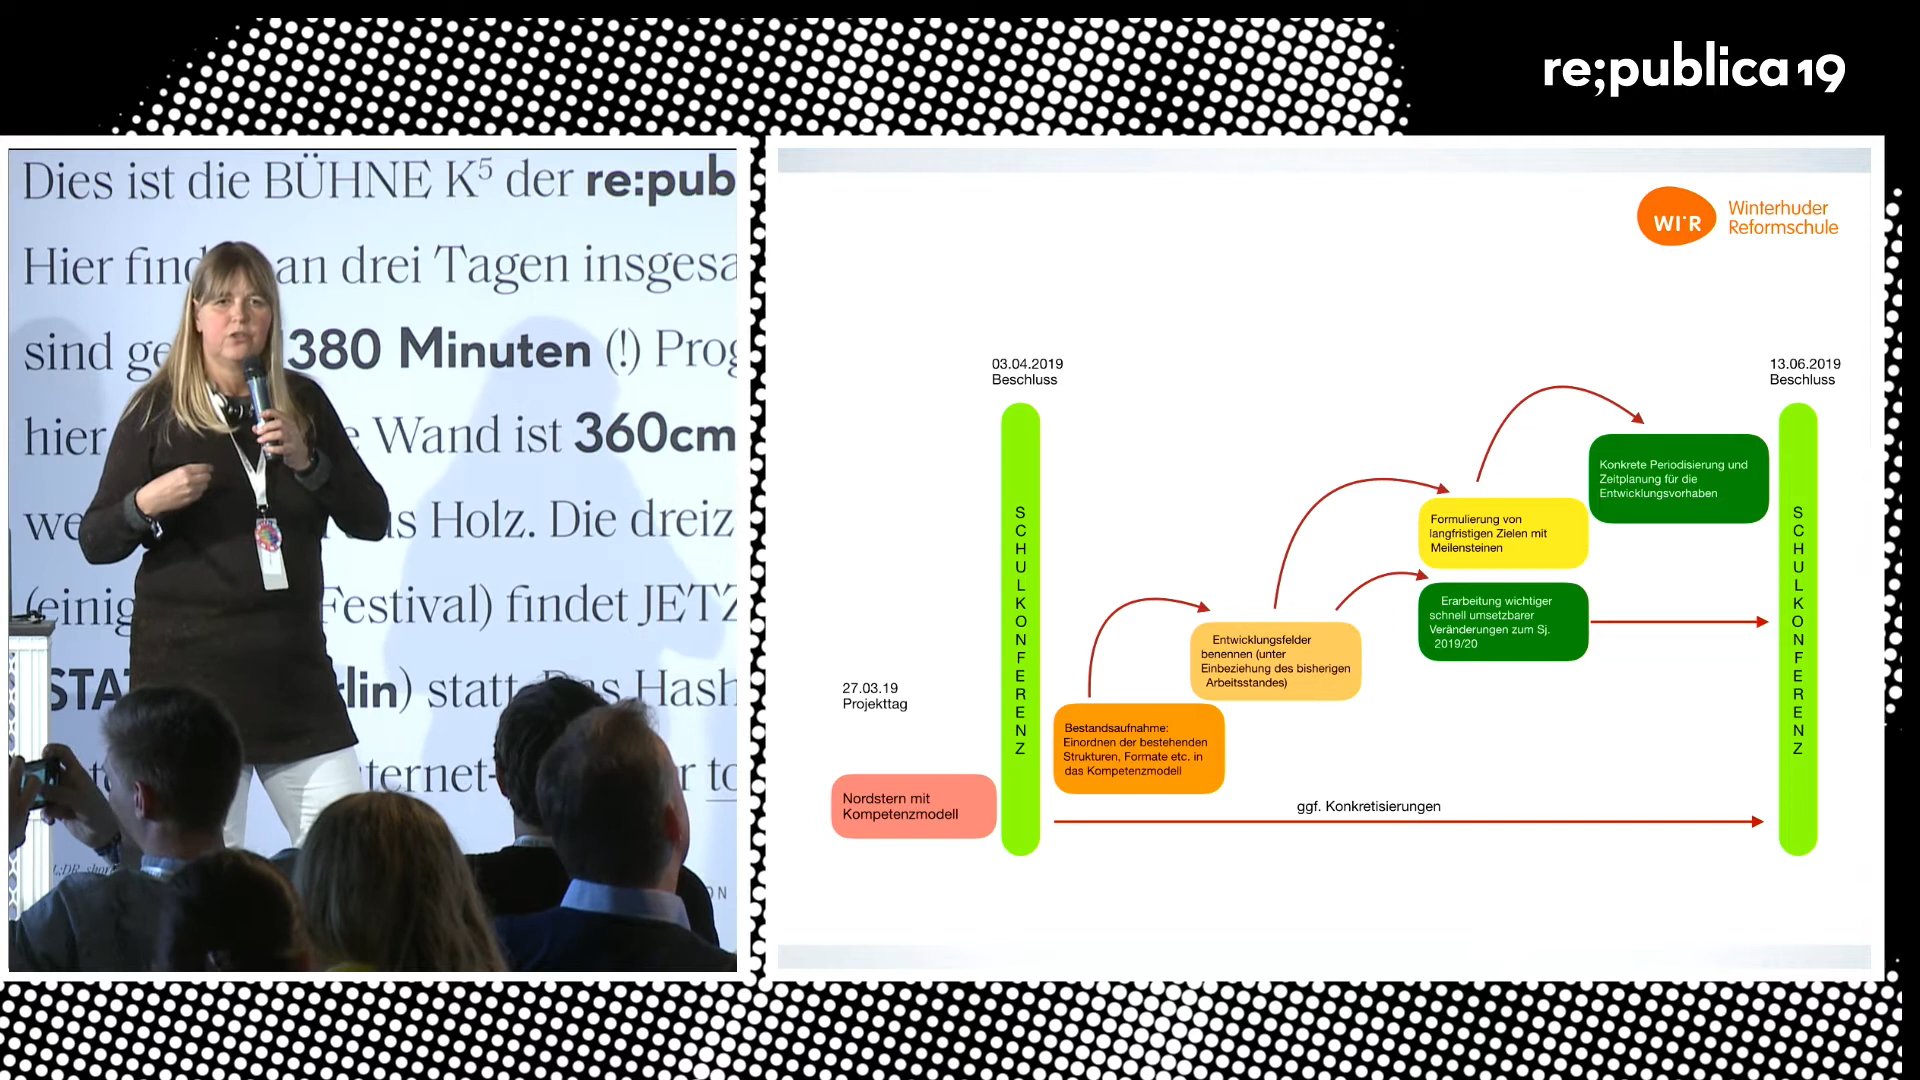 re;publica 19
Dies ist die BÜHNE K⁵ der re:pub
Hier find an drei Tagen insgesa
sind ge 380 Minuten (!) Prog
hier e Wand ist 360cm
we us Holz. Die dreiz
(einig Festival) findet JETZ
STA rlin) statt. Das Hash
ternet- r to
WI·R
Winterhuder
Reformschule
03.04.2019
Beschluss
13.06.2019
Beschluss
SCHULKONFERENZ
SCHULKONFERENZ
Konkrete Periodisierung und
Zeitplanung für die
Entwicklungsvorhaben
Formulierung von
langfristigen Zielen mit
Meilensteinen
Erarbeitung wichtiger
schnell umsetzbarer
Veränderungen zum Sj.
2019/20
Entwicklungsfelder
benennen (unter
Einbeziehung des bisherigen
Arbeitsstandes)
27.03.19
Projekttag
Bestandsaufnahme:
Einordnen der bestehenden
Strukturen, Formate etc. in
das Kompetenzmodell
Nordstern mit
Kompetenzmodell
ggf. Konkretisierungen